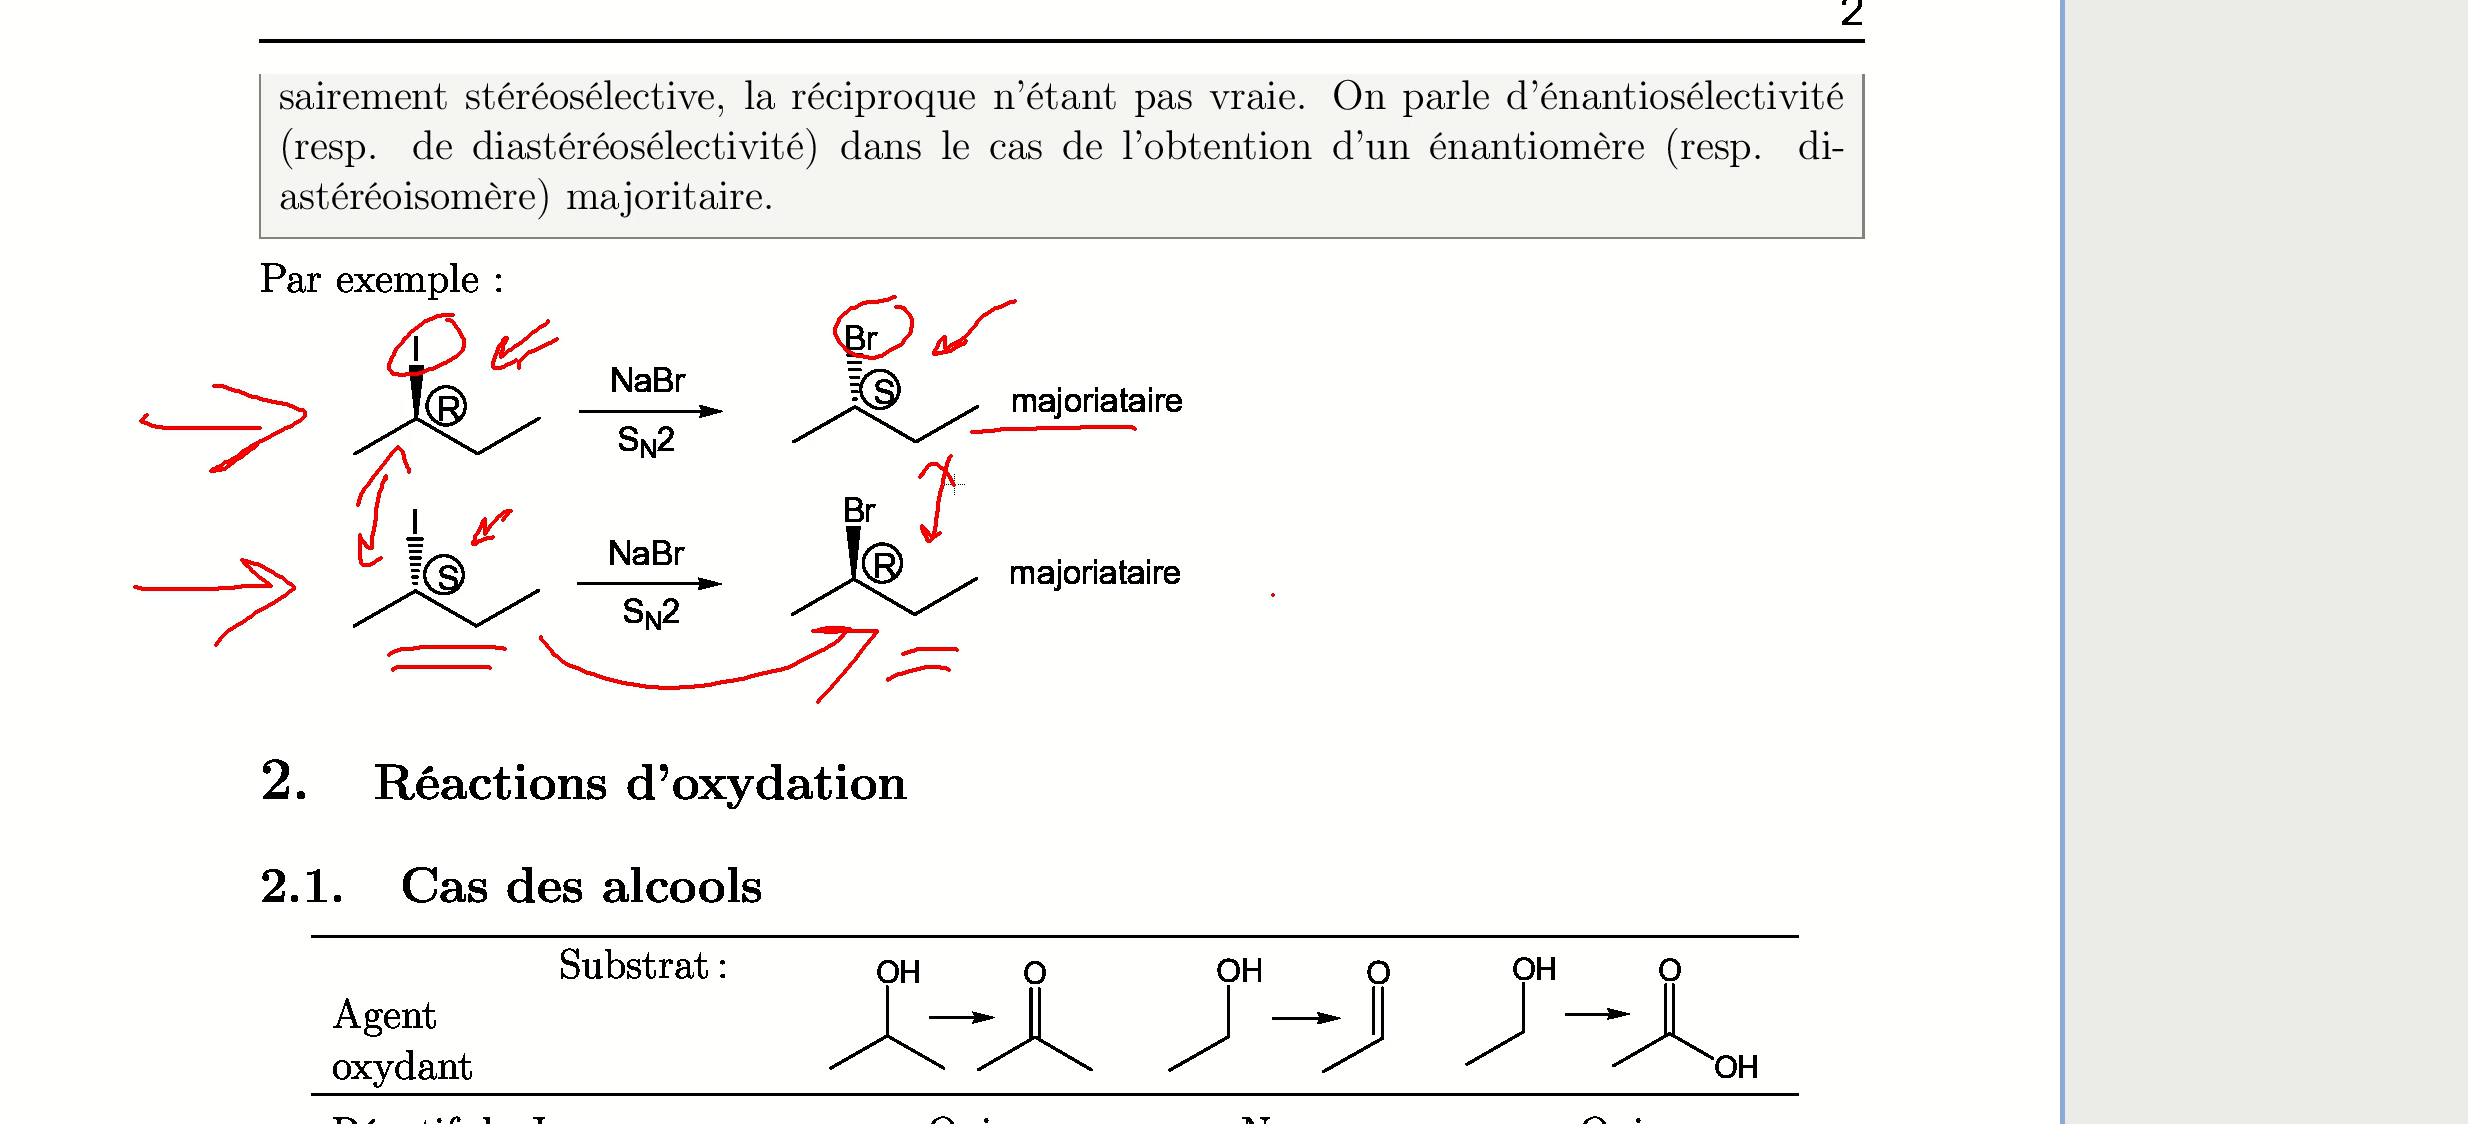 2
sairement stéréosélective, la réciproque n'étant pas vraie. On parle d'énantiosélectivité
(resp. de diastéréosélectivité) dans le cas de l'obtention d'un énantiomère (resp. di-
astéréoisomère) majoritaire.
Par exemple :
I
R
NaBr
SN2
Br
S
majoriataire
I
S
NaBr
SN2
Br
R
majoriataire
2. Réactions d'oxydation
2.1. Cas des alcools
Substrat :
Agent
oxydant
OH
O
OH
O
OH
O
OH